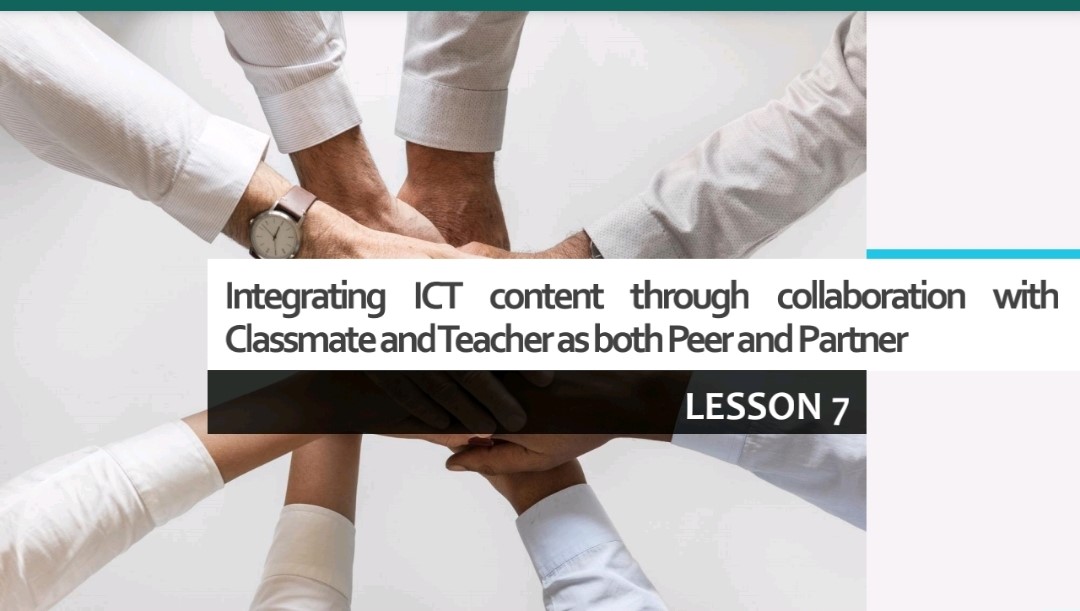 Integrating ICT content through collaboration with
Classmate and Teacher as both Peer and Partner
LESSON 7